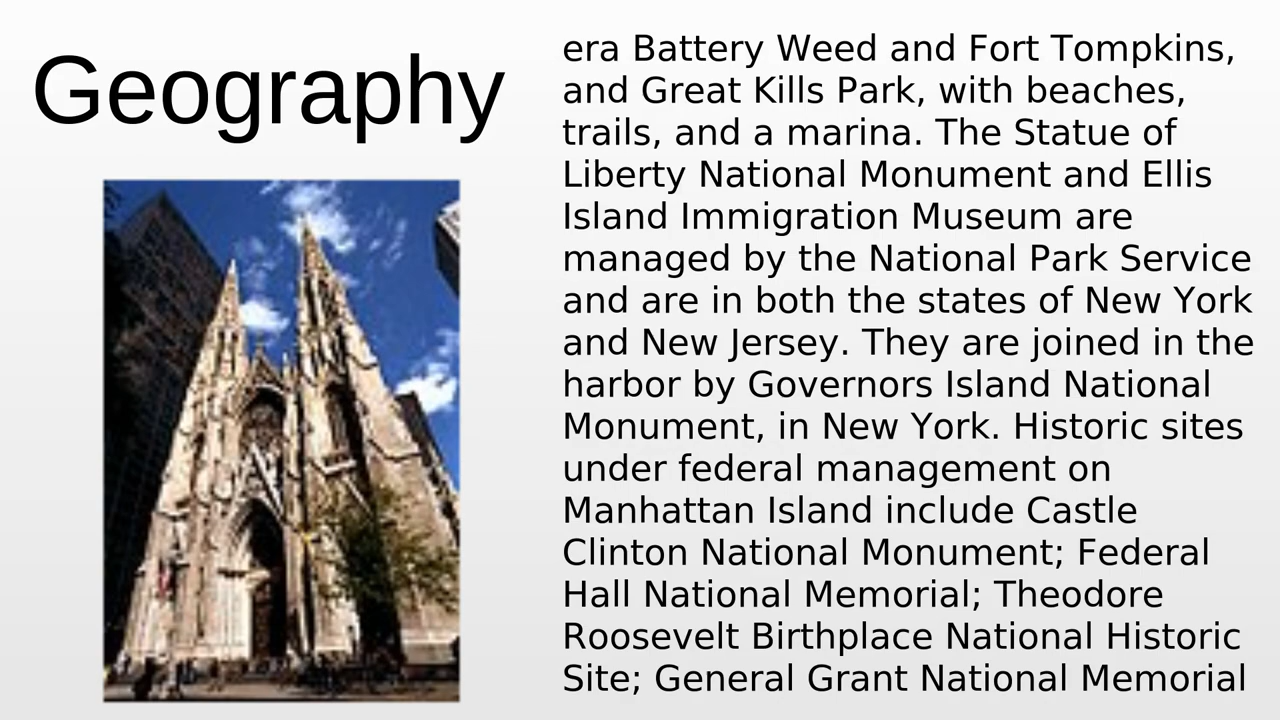 Geography
era Battery Weed and Fort Tompkins,
and Great Kills Park, with beaches,
trails, and a marina. The Statue of
Liberty National Monument and Ellis
Island Immigration Museum are
managed by the National Park Service
and are in both the states of New York
and New Jersey. They are joined in the
harbor by Governors Island National
Monument, in New York. Historic sites
under federal management on
Manhattan Island include Castle
Clinton National Monument; Federal
Hall National Memorial; Theodore
Roosevelt Birthplace National Historic
Site; General Grant National Memorial